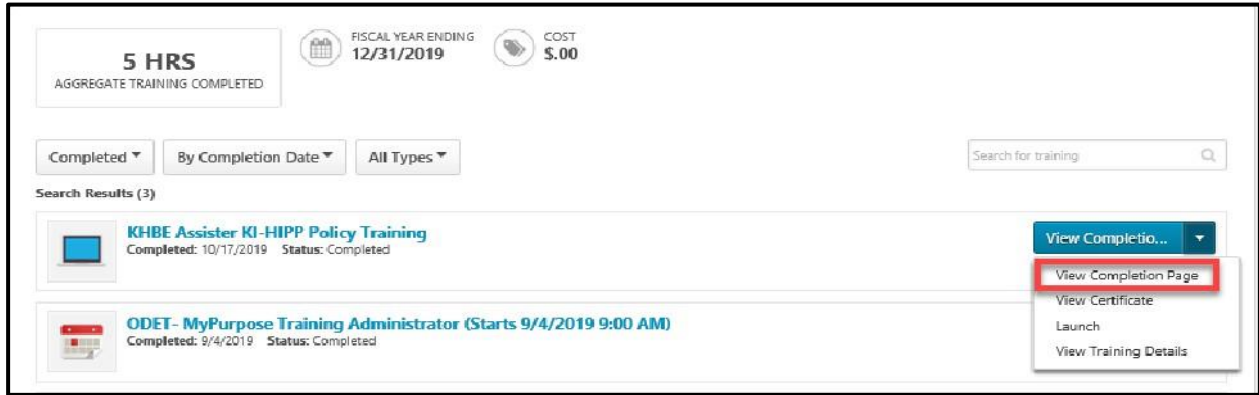 5 HRS
AGGREGATE TRAINING COMPLETED
FISCAL YEAR ENDING
12/31/2019
COST
$.00
Completed
By Completion Date
All Types
Search for training
Search Results (3)
KHBE Assister KI-HIPP Policy Training
Completed: 10/17/2019 Status: Completed
View Completio...
View Completion Page
View Certificate
Launch
View Training Details
ODET- MyPurpose Training Administrator (Starts 9/4/2019 9:00 AM)
Completed: 9/4/2019 Status: Completed